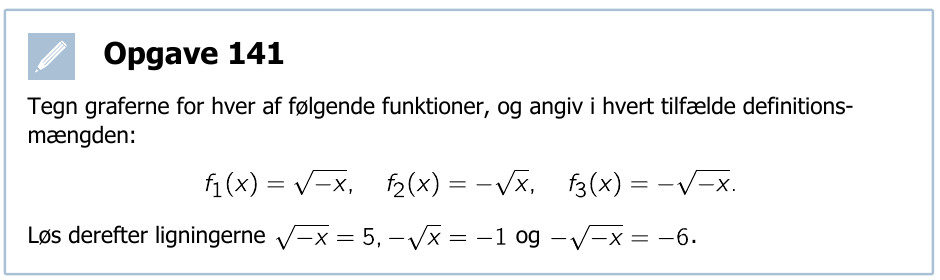 Opgave 141
Tegn graferne for hver af følgende funktioner, og angiv i hvert tilfælde definitions-
mængden:
f₁(x) = √−x, f₂(x) = −√x, f₃(x) = −√−x.
Løs derefter ligningerne √−x = 5, −√x = −1 og −√−x = −6.